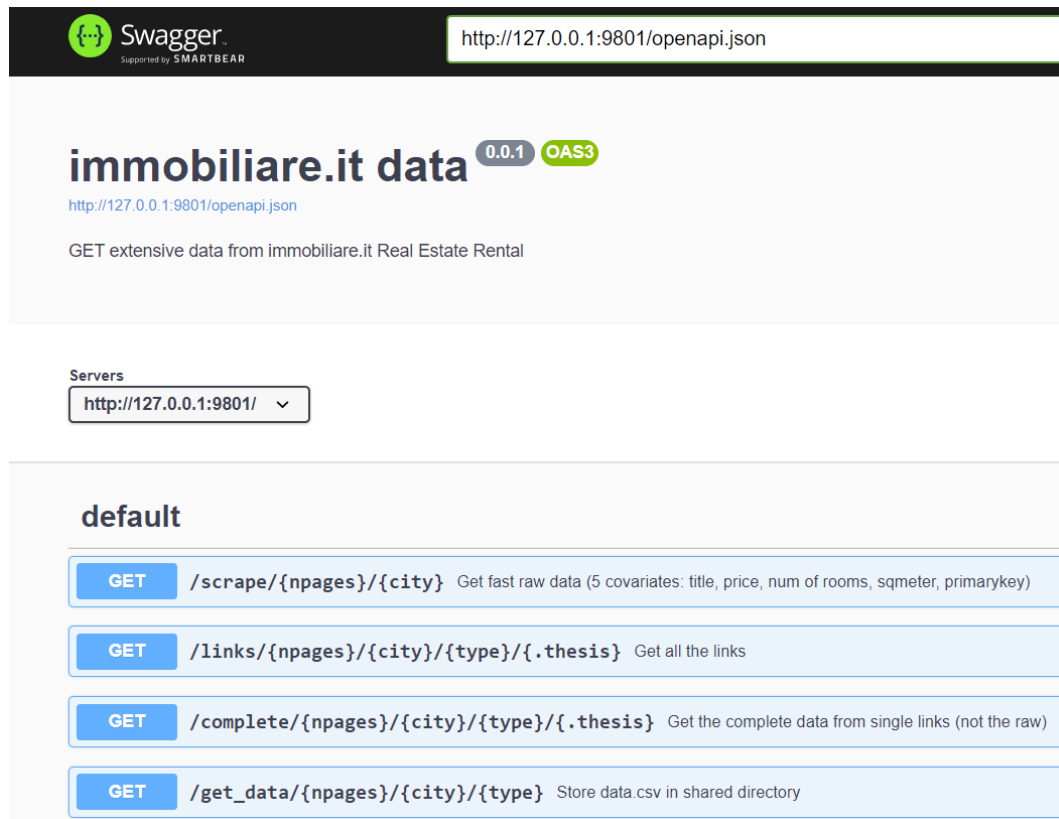 {···} Swagger.
Supported by SMARTBEAR
http://127.0.0.1:9801/openapi.json
immobiliare.it data 0.0.1 OAS3
http://127.0.0.1:9801/openapi.json
GET extensive data from immobiliare.it Real Estate Rental
Servers
http://127.0.0.1:9801/
default
GET /scrape/{npages}/{city} Get fast raw data (5 covariates: title, price, num of rooms, sqmeter, primarykey)
GET /links/{npages}/{city}/{type}/{.thesis} Get all the links
GET /complete/{npages}/{city}/{type}/{.thesis} Get the complete data from single links (not the raw)
GET /get_data/{npages}/{city}/{type} Store data.csv in shared directory